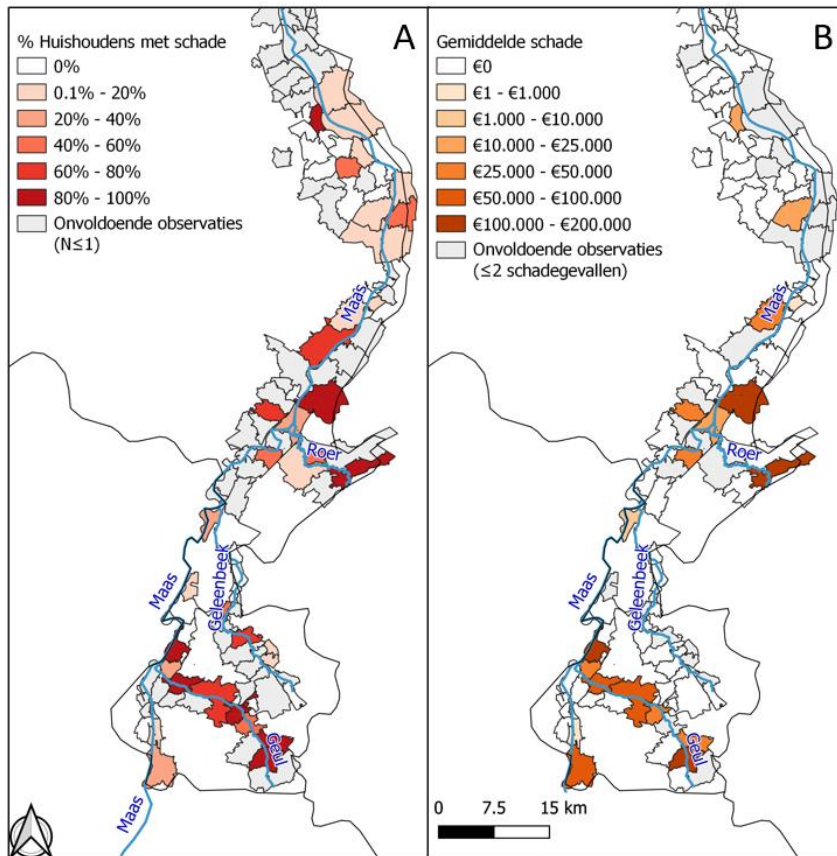 % Huishoudens met schade
0%
0.1% - 20%
20% - 40%
40% - 60%
60% - 80%
80% - 100%
Onvoldoende observaties
(N≤1)
A
Maas
Roer
Maas
Geleenbeek
Geul
Maas
Gemiddelde schade
€0
€1 - €1.000
€1.000 - €10.000
€10.000 - €25.000
€25.000 - €50.000
€50.000 - €100.000
€100.000 - €200.000
Onvoldoende observaties
(≤2 schadegevallen)
B
Maas
Roer
Maas
Geleenbeek
Geul
Maas
0 7.5 15 km